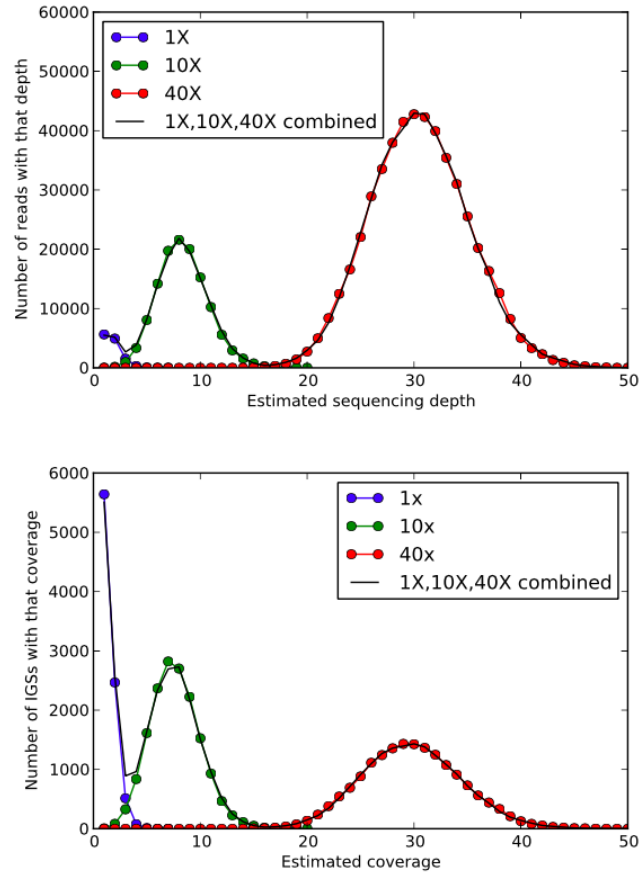 60000
50000
40000
30000
20000
10000
0
Number of reads with that depth
1X
10X
40X
1X,10X,40X combined
0 10 20 30 40 50
Estimated sequencing depth
6000
5000
4000
3000
2000
1000
0
Number of IGSs with that coverage
1x
10x
40x
1X,10X,40X combined
0 10 20 30 40 50
Estimated coverage